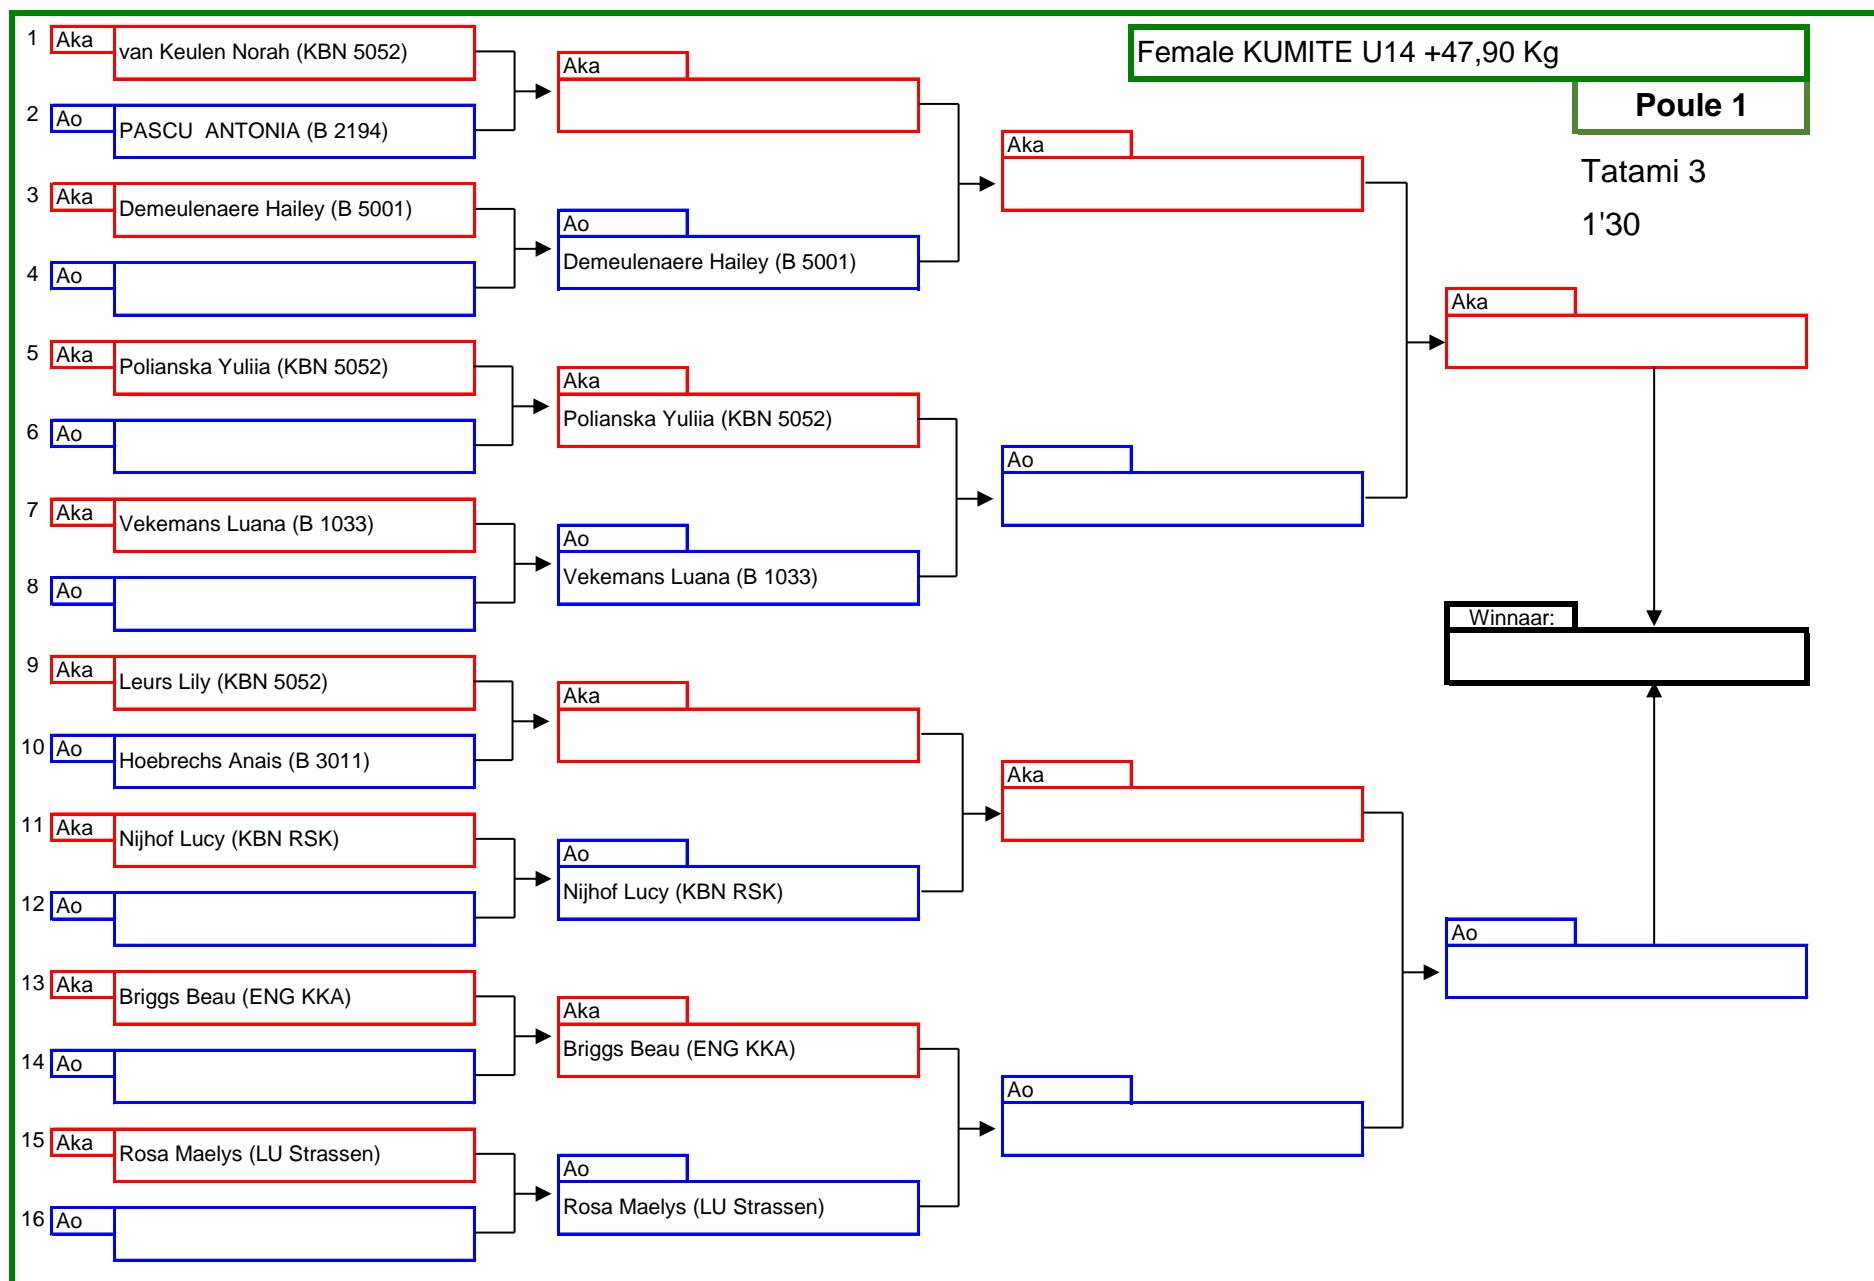 Female KUMITE U14 +47,90 Kg
Poule 1
Tatami 3
1'30
1 Aka
van Keulen Norah (KBN 5052)
2 Ao
PASCU  ANTONIA (B 2194)
3 Aka
Demeulenaere Hailey (B 5001)
4 Ao
5 Aka
Polianska Yuliia (KBN 5052)
6 Ao
7 Aka
Vekemans Luana (B 1033)
8 Ao
9 Aka
Leurs Lily (KBN 5052)
10 Ao
Hoebrechs Anais (B 3011)
11 Aka
Nijhof Lucy (KBN RSK)
12 Ao
13 Aka
Briggs Beau (ENG KKA)
14 Ao
15 Aka
Rosa Maelys (LU Strassen)
16 Ao
Aka
Ao
Demeulenaere Hailey (B 5001)
Aka
Polianska Yuliia (KBN 5052)
Ao
Vekemans Luana (B 1033)
Aka
Ao
Nijhof Lucy (KBN RSK)
Aka
Briggs Beau (ENG KKA)
Ao
Rosa Maelys (LU Strassen)
Aka
Ao
Aka
Ao
Aka
Winnaar:
Ao